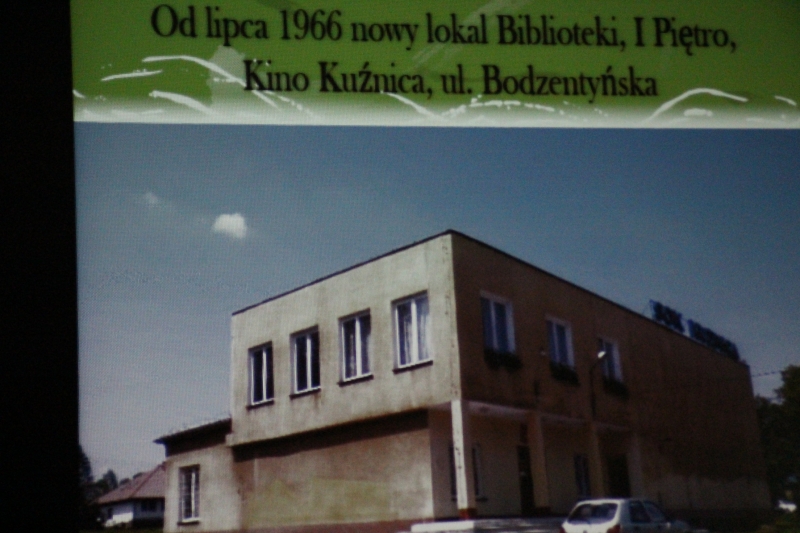 Od lipca 1966 nowy lokal Biblioteki, I Piętro,
Kino Kuźnica, ul. Bodzentyńska